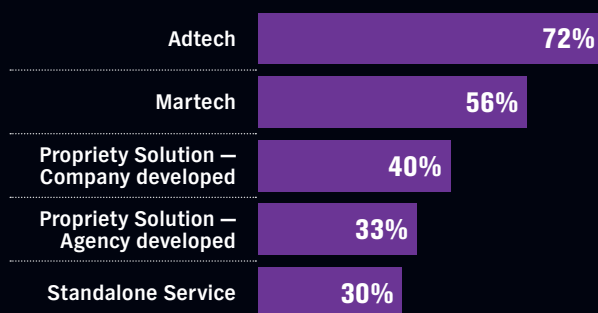 Adtech
72%
Martech
56%
Propriety Solution —
Company developed
40%
Propriety Solution —
Agency developed
33%
Standalone Service
30%